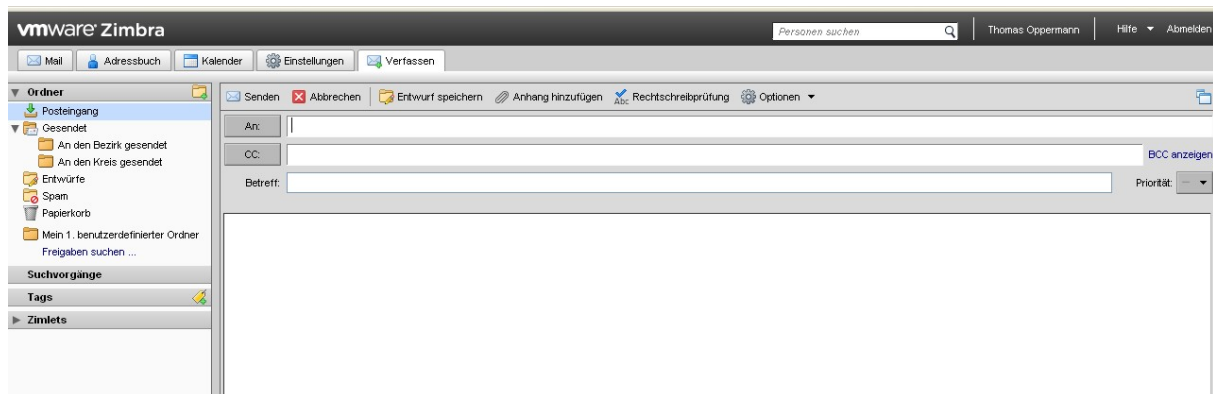 vmware Zimbra
Personen suchen
Thomas Oppermann
Hilfe
Abmelden
Mail
Adressbuch
Kalender
Einstellungen
Verfassen
Ordner
Posteingang
Gesendet
An den Bezirk gesendet
An den Kreis gesendet
Entwürfe
Spam
Papierkorb
Mein 1. benutzerdefinierter Ordner
Freigaben suchen ...
Suchvorgänge
Tags
Zimlets
Senden
Abbrechen
Entwurf speichern
Anhang hinzufügen
Abc
Rechtschreibprüfung
Optionen
An:
CC:
BCC anzeigen
Betreff:
Priorität: